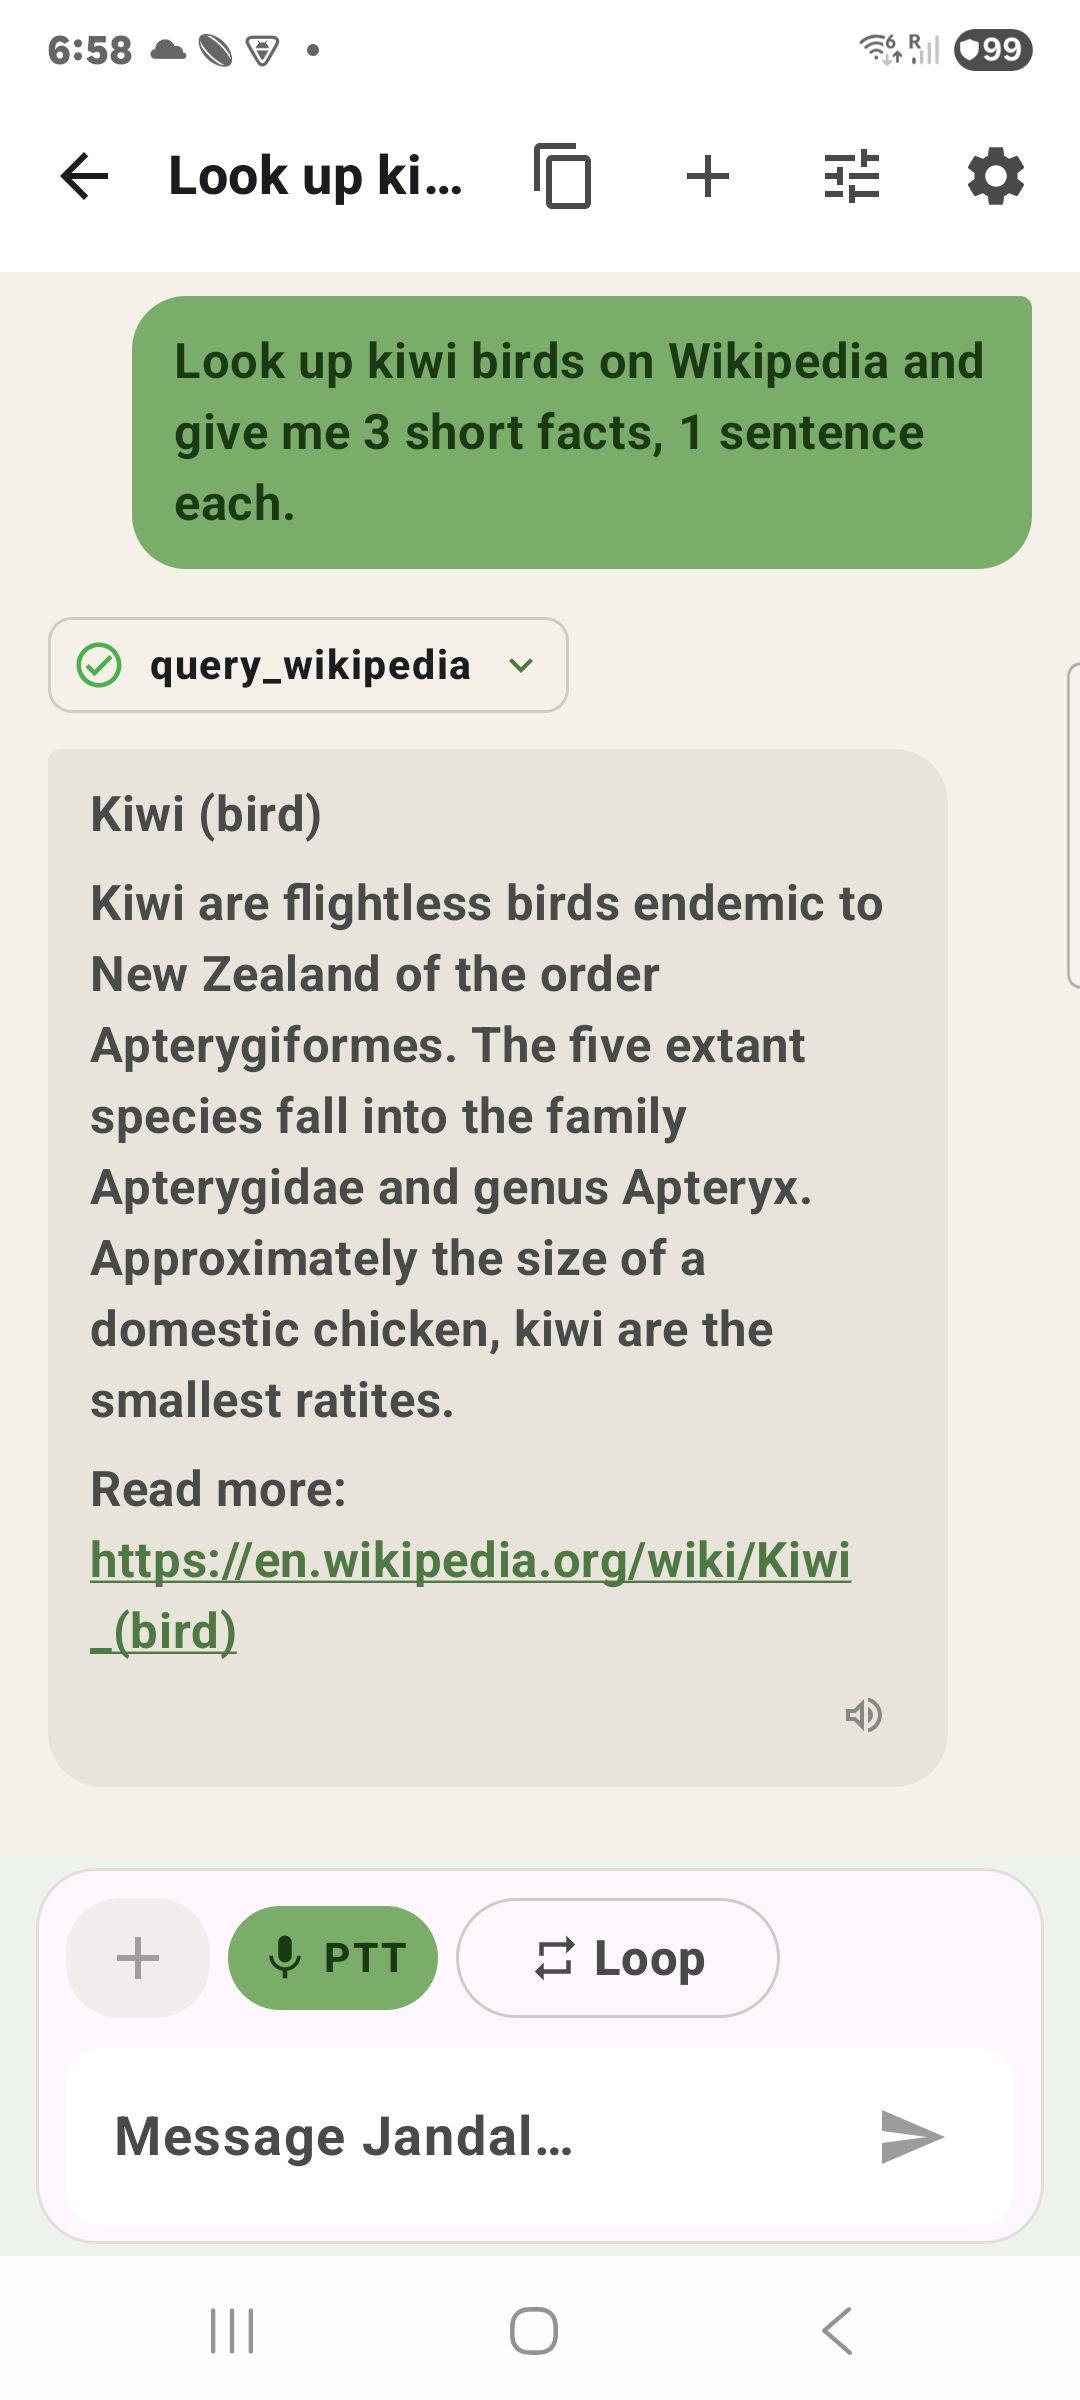 6:58
6 R 99
Look up ki...
Look up kiwi birds on Wikipedia and
give me 3 short facts, 1 sentence
each.
query_wikipedia
Kiwi (bird)
Kiwi are flightless birds endemic to
New Zealand of the order
Apterygiformes. The five extant
species fall into the family
Apterygidae and genus Apteryx.
Approximately the size of a
domestic chicken, kiwi are the
smallest ratites.
Read more:
https://en.wikipedia.org/wiki/Kiwi
_(bird)
PTT
Loop
Message Jandal...